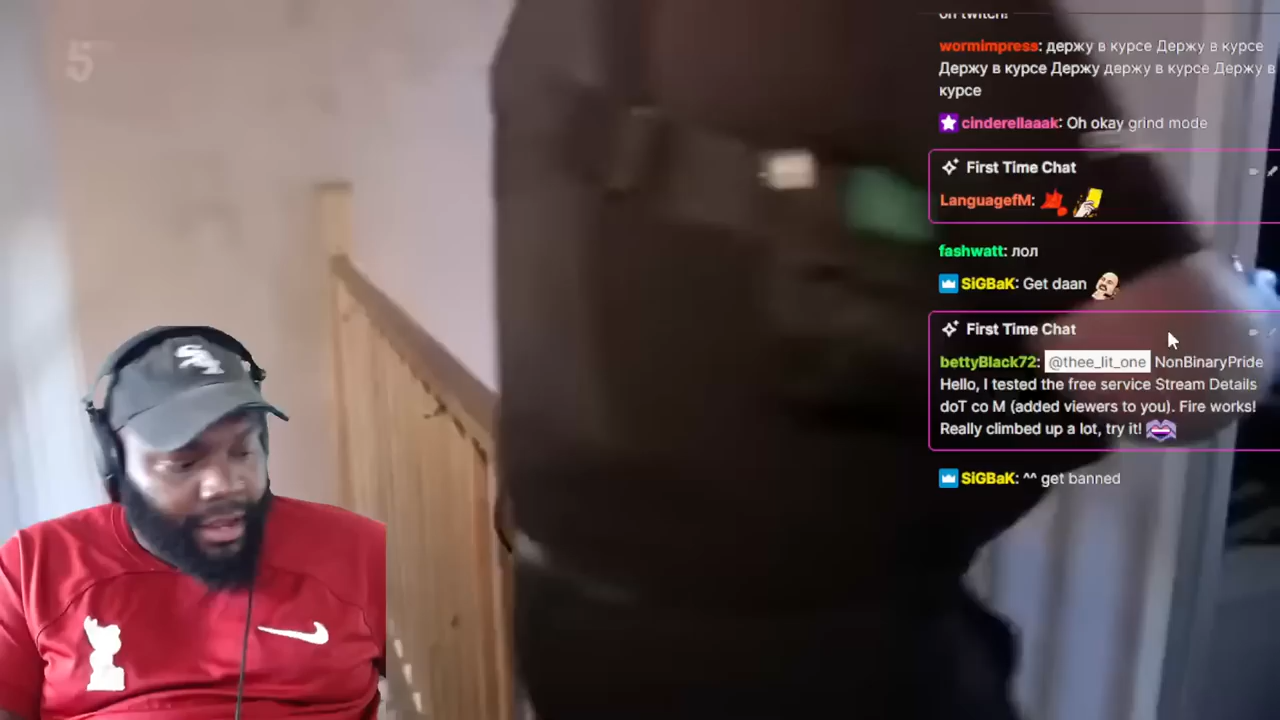 5
on twitch!
wormimpress: держу в курсе Держу в курсе
Держу в курсе Держу держу в курсе Держу в
курсе
cinderellaaak: Oh okay grind mode
First Time Chat
LanguagefM:
fashwatt: лол
SiGBaK: Get daan
First Time Chat
bettyBlack72: @thee_lit_one NonBinaryPride
Hello, I tested the free service Stream Details
doT co M (added viewers to you). Fire works!
Really climbed up a lot, try it!
SiGBaK: ^^ get banned